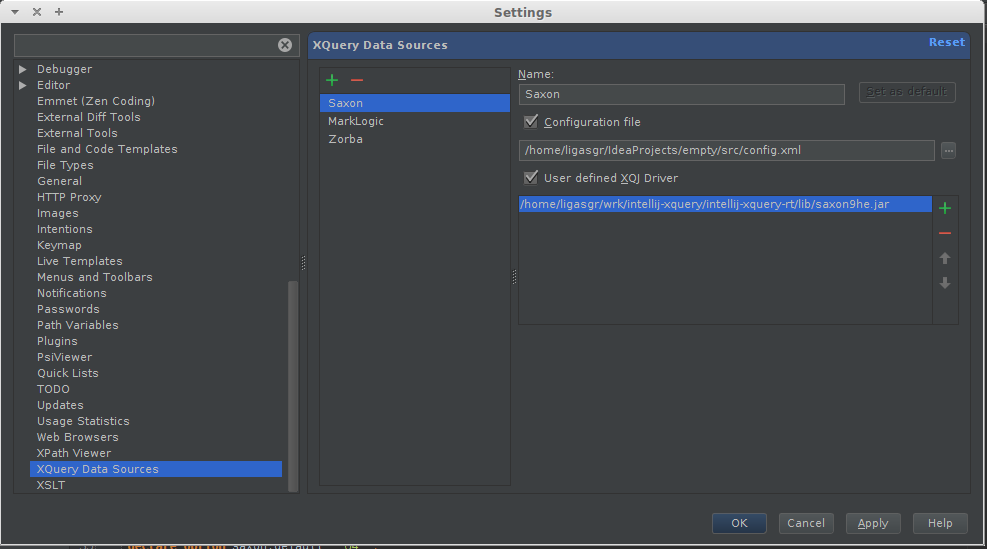 Settings
XQuery Data Sources
Reset
Debugger
Editor
Emmet (Zen Coding)
External Diff Tools
External Tools
File and Code Templates
File Types
General
HTTP Proxy
Images
Intentions
Keymap
Live Templates
Menus and Toolbars
Notifications
Passwords
Path Variables
Plugins
PsiViewer
Quick Lists
TODO
Updates
Usage Statistics
Web Browsers
XPath Viewer
XQuery Data Sources
XSLT
Saxon
MarkLogic
Zorba
Name:
Saxon
Set as default
Configuration file
/home/ligasgr/IdeaProjects/empty/src/config.xml
...
User defined XQJ Driver
/home/ligasgr/wrk/intellij-xquery/intellij-xquery-rt/lib/saxon9he.jar
OK
Cancel
Apply
Help